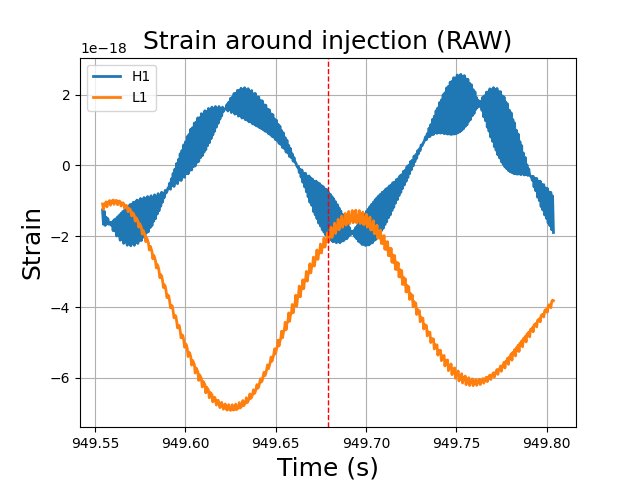 Strain around injection (RAW)
1e−18
H1
L1
2
0
−2
−4
−6
Strain
949.55 949.60 949.65 949.70 949.75 949.80
Time (s)